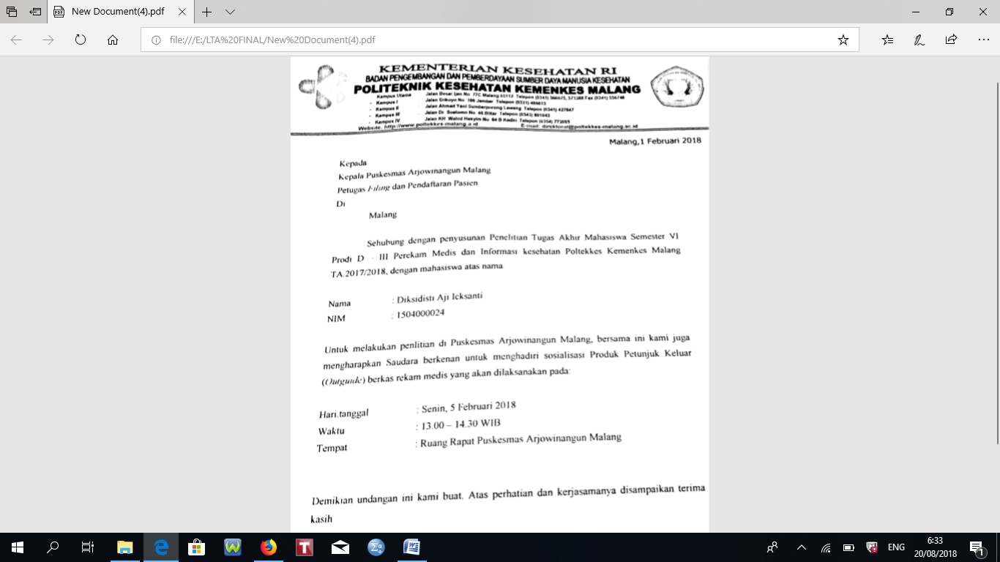 New Document(4).pdf
file:///E:/LTA%20FINAL/New%20Document(4).pdf
KEMENTERIAN KESEHATAN RI
BADAN PENGEMBANGAN DAN PEMBERDAYAAN SUMBER DAYA MANUSIA KESEHATAN
POLITEKNIK KESEHATAN KEMENKES MALANG
- Kampus Utama Jalan Besar Ijen No. 77C Malang 65112 Telepon (0341)
- Kampus I Jalan Srikoyo No. 106 Jember Telepon (0331)
- Kampus II Jalan Ahmad Yani Sumberporong Lawang Telepon (0341) 427847
- Kampus III Jalan Dr. Soetomo No. 46 Blitar Telepon (0342) 801043
- Kampus IV Jalan KH Wahid Hasyim No. 64 B Kediri Telepon (0354) 773095
Website. http://www.poltekkes-malang.a.id E-mail: direktorat@poltekkes-malang.ac.id
Malang,1 Februari 2018
Kepada
Kepala Puskesmas Arjowinangun Malang
Petugas Filing dan Pendaftaran Pasien
Di
Malang
Sehubung dengan penyusunan Penelitian Tugas Akhir Mahasiswa Semester VI
Prodi D - III Perekam Medis dan Informasi kesehatan Poltekkes Kemenkes Malang
TA.2017/2018, dengan mahasiswa atas nama
Nama : Diksidisti Aji Ieksanti
NIM : 1504000024
Untuk melakukan penlitian di Puskesmas Arjowinangun Malang, bersama ini kami juga
mengharapkan Saudara berkenan untuk menghadiri sosialisasi Produk Petunjuk Keluar
(Outguide) berkas rekam medis yang akan dilaksanakan pada:
Hari.tanggal : Senin, 5 Februari 2018
Waktu : 13.00 – 14.30 WIB
Tempat : Ruang Rapat Puskesmas Arjowinangun Malang
Demikian undangan ini kami buat. Atas perhatian dan kerjasamanya disampaikan terima
kasih
ENG
6:33
20/08/2018
1